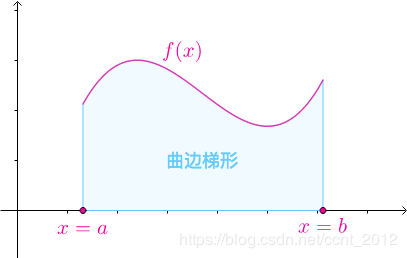 f(x)
曲边梯形
x = a
x = b
https://blog.csdn.net/ccnt_2012